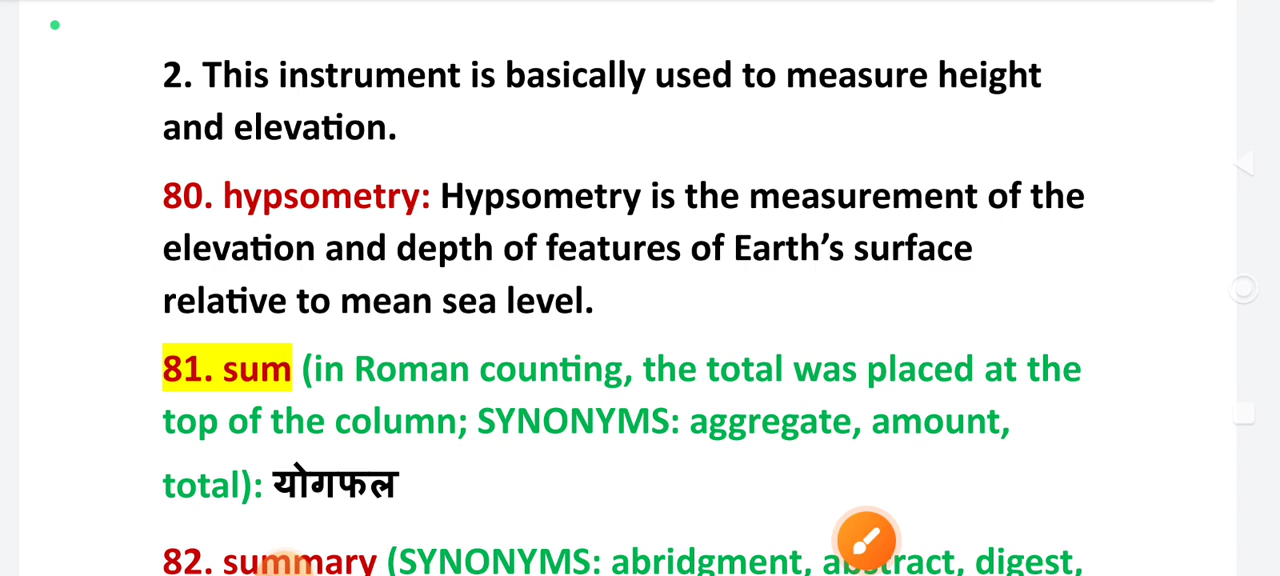 2. This instrument is basically used to measure height
and elevation.
80. hypsometry: Hypsometry is the measurement of the
elevation and depth of features of Earth’s surface
relative to mean sea level.
81. sum (in Roman counting, the total was placed at the
top of the column; SYNONYMS: aggregate, amount,
total): योगफल
82. summary (SYNONYMS: abridgment, abstract, digest,